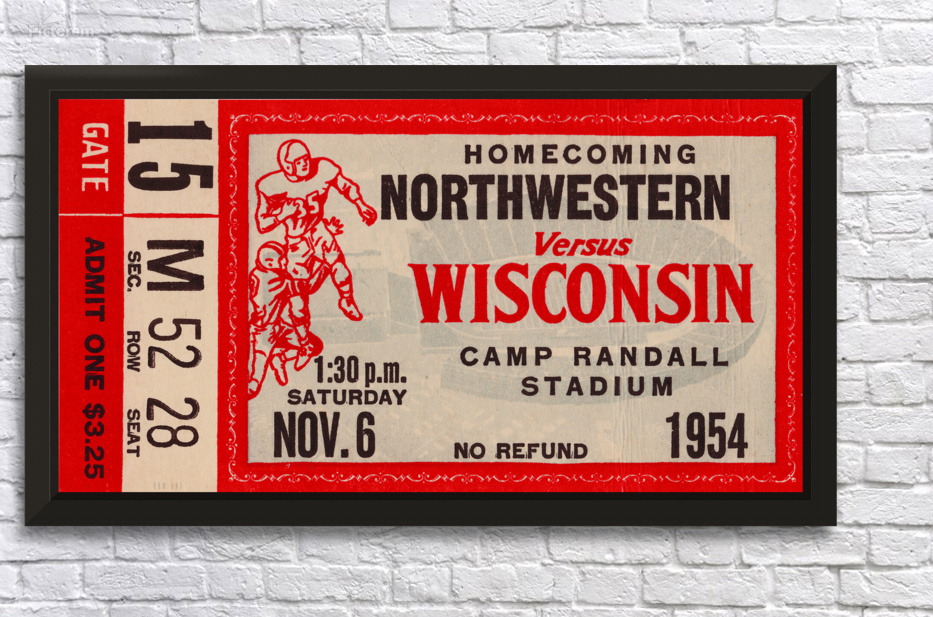 GATE 15
SEC. M
ROW 52
SEAT 28
ADMIT ONE $3.25
HOMECOMING
NORTHWESTERN
Versus
WISCONSIN
CAMP RANDALL
STADIUM
1:30 p.m.
SATURDAY
NOV. 6
NO REFUND
1954
35